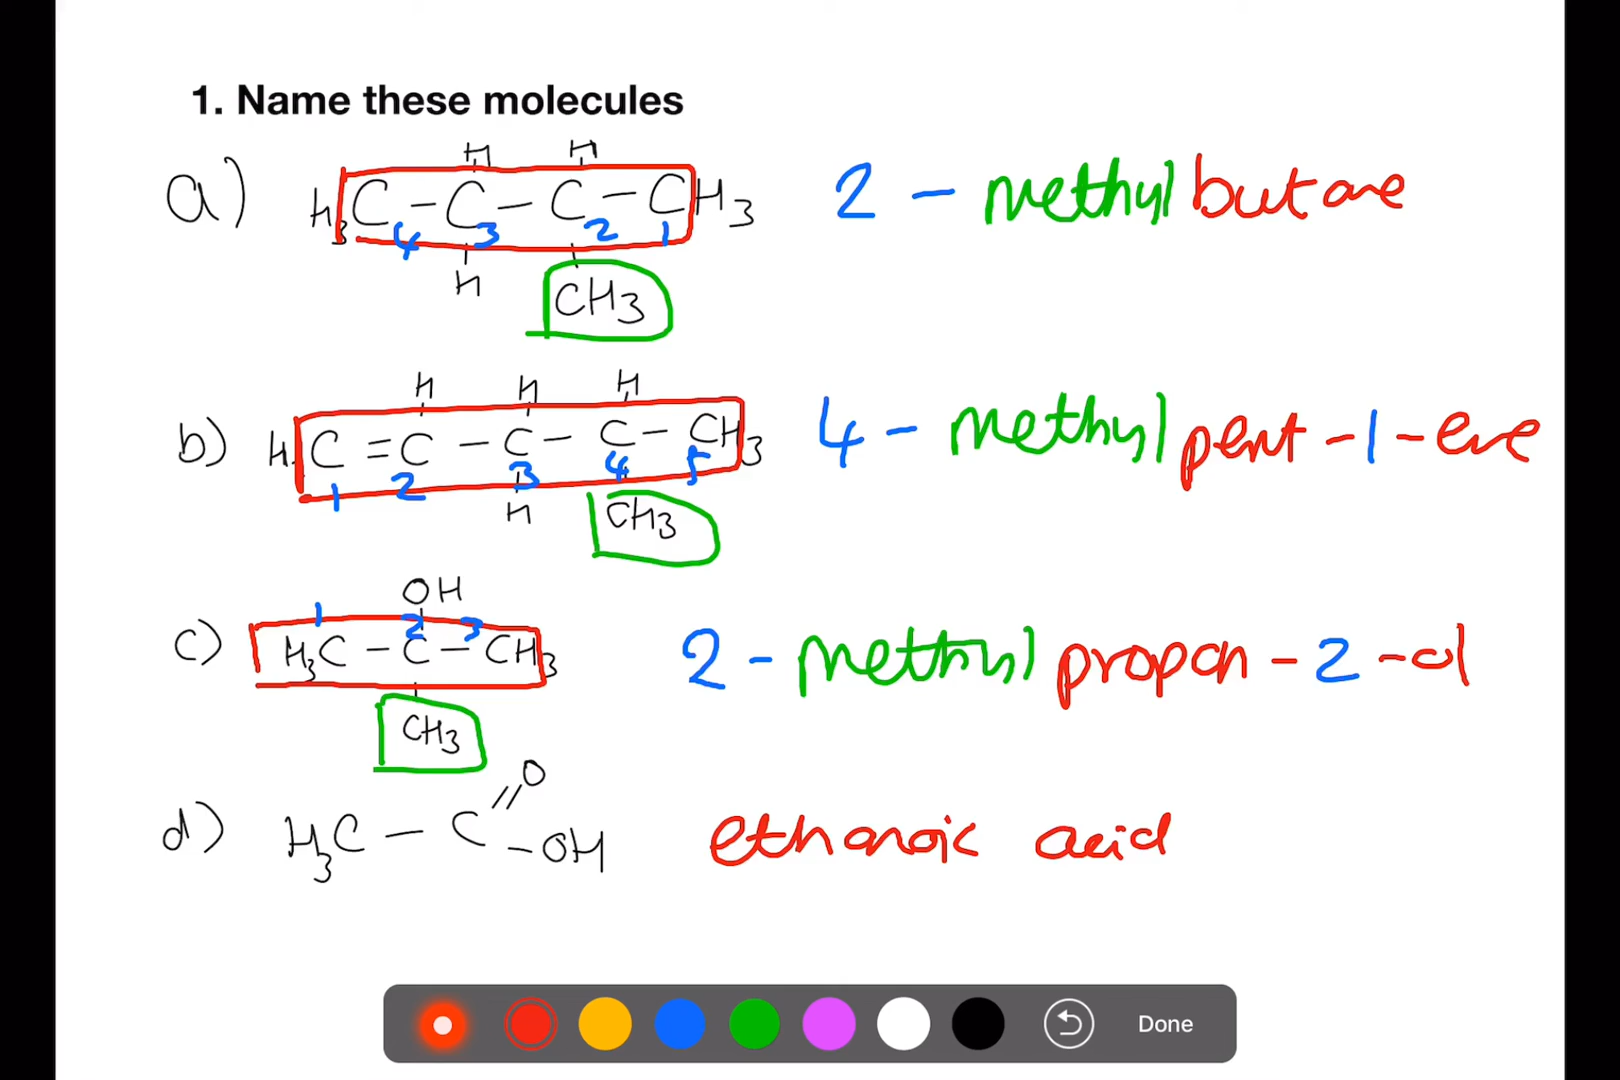 1. Name these molecules
H H
a) H3C - C - C - CH3 2 - methyl butane
4 3 2 1
H CH3
H H H
b) H2C = C - C - C - CH3 4 - methyl pent - 1 - ene
1 2 3 4 5
H CH3
OH
1 2 3
c) H3C - C - CH3 2 - methyl propan - 2 - ol
CH3
O
d) H3C - C - OH ethanoic acid
Done